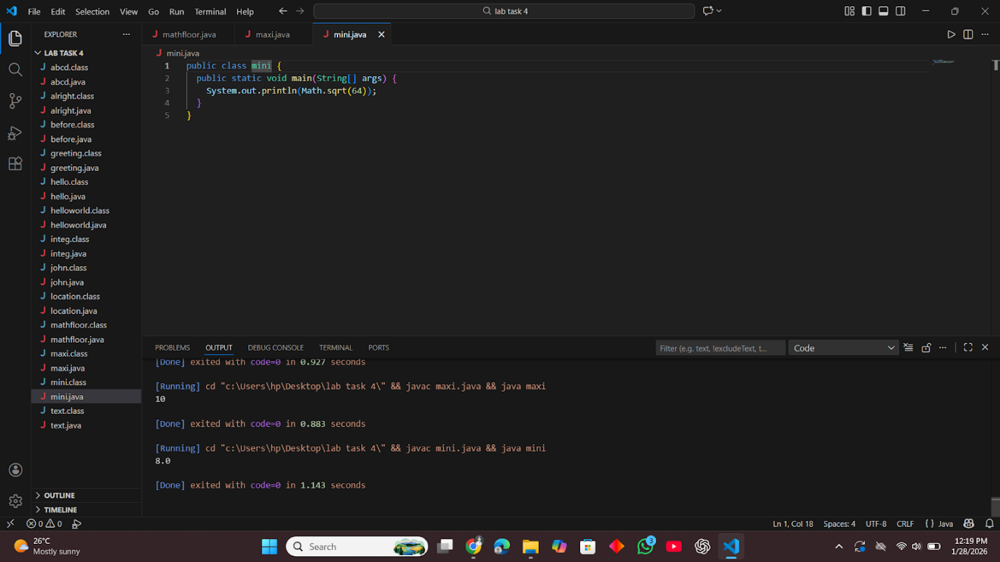 File Edit Selection View Go Run Terminal Help
lab task 4
EXPLORER
LAB TASK 4
abcd.class
abcd.java
alright.class
alright.java
before.class
before.java
greeting.class
greeting.java
hello.class
hello.java
helloworld.class
helloworld.java
integ.class
integ.java
john.class
john.java
location.class
location.java
mathfloor.class
mathfloor.java
maxi.class
maxi.java
mini.class
mini.java
text.class
text.java
OUTLINE
TIMELINE
mathfloor.java maxi.java mini.java
mini.java
1 public class mini {
2 public static void main(String[] args) {
3 System.out.println(Math.sqrt(64));
4 }
5 }
PROBLEMS OUTPUT DEBUG CONSOLE TERMINAL PORTS
Filter (e.g. text, !excludeText, t...
Code
[Done] exited with code=0 in 0.927 seconds
[Running] cd "c:\Users\hp\Desktop\lab task 4\" && javac maxi.java && java maxi
10
[Done] exited with code=0 in 0.883 seconds
[Running] cd "c:\Users\hp\Desktop\lab task 4\" && javac mini.java && java mini
8.0
[Done] exited with code=0 in 1.143 seconds
0 0
Ln 1, Col 18 Spaces: 4 UTF-8 CRLF {} Java
26°C
Mostly sunny
Search
3
12:19 PM
1/28/2026